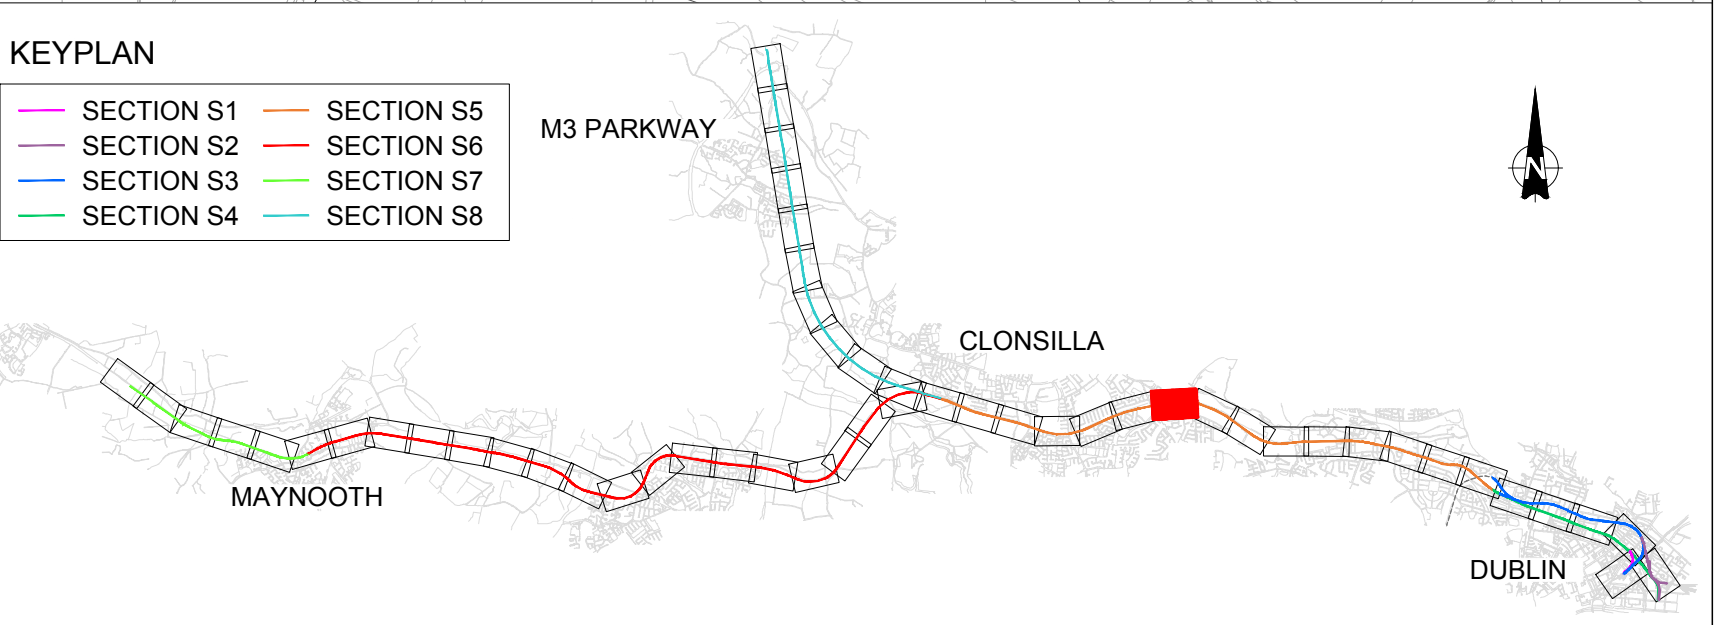 KEYPLAN
SECTION S1 SECTION S5
SECTION S2 SECTION S6
SECTION S3 SECTION S7
SECTION S4 SECTION S8
M3 PARKWAY
N
CLONSILLA
MAYNOOTH
DUBLIN